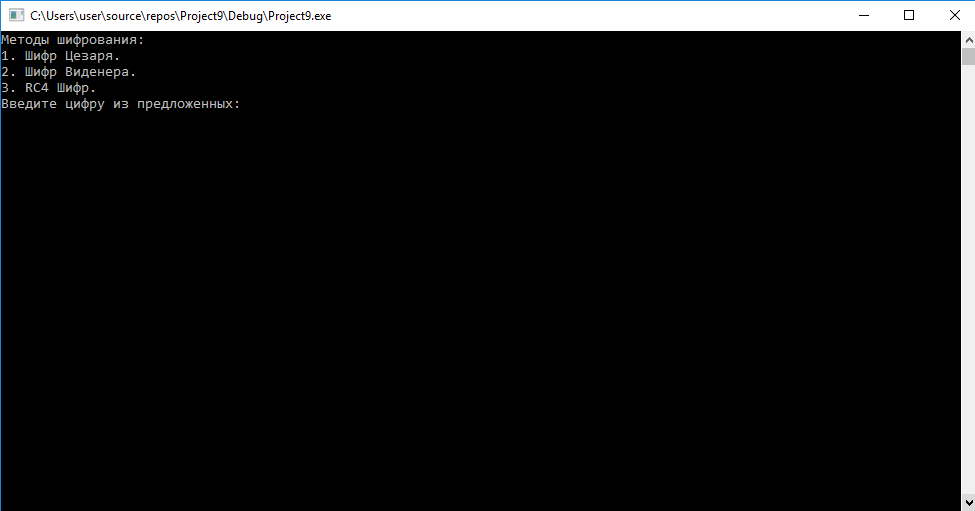 C:\Users\user\source\repos\Project9\Debug\Project9.exe
Методы шифрования:
1. Шифр Цезаря.
2. Шифр Виденера.
3. RC4 Шифр.
Введите цифру из предложенных: